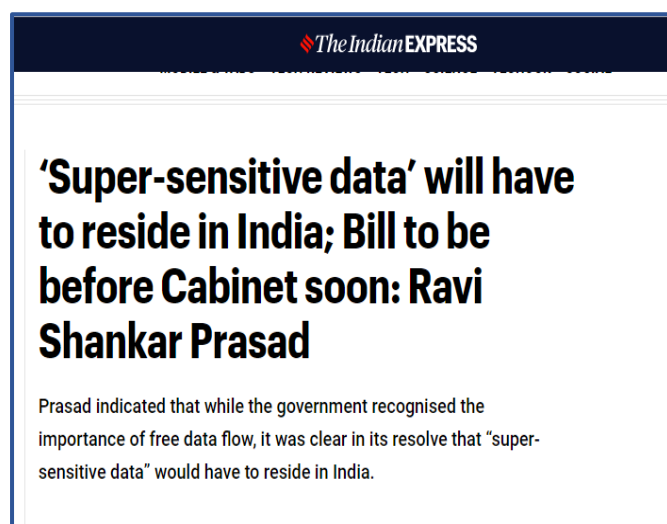 The Indian EXPRESS
‘Super-sensitive data’ will have
to reside in India; Bill to be
before Cabinet soon: Ravi
Shankar Prasad
Prasad indicated that while the government recognised the
importance of free data flow, it was clear in its resolve that “super-
sensitive data” would have to reside in India.